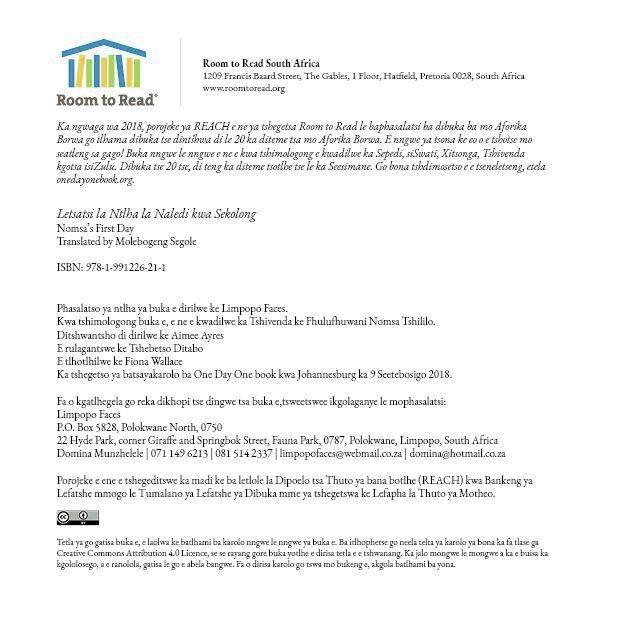 Room to Read®
Room to Read South Africa
1209 Francis Baard Street, The Gables, 1 Floor, Hatfield, Pretoria 0028, South Africa
www.roomtoread.org
Ka ngwaga wa 2018, porojeke ya REACH e ne ya tshegetsa Room to Read le baphasalatsi ba dibuka ba mo Aforika
Borwa go tlhama dibuka tse dintšhwa di le 20 ka diteme tsa mo Aforika Borwa. E nngwe ya tsona ke eo o e tshotse mo
seatleng sa gago! Buka nngwe le nngwe e ne e kwa tshimologong e kwadilwe ka Sepedi, siSwati, Xitsonga, Tshivenda
kgotsa isiZulu. Dibuka tse 20 tse, di teng ka diteme tsotlhe tse le ka Seesimane. Go bona tshdimosetso e e tseneletseng, etela
onedayonebook.org.
Letsatsi la Ntlha la Naledi kwa Sekolong
Nomsa's First Day
Translated by Molebogeng Segole
ISBN: 978-1-991226-21-1
Phasalatso ya ntlha ya buka e dirilwe ke Limpopo Faces.
Kwa tshimologong buka e, e ne e kwadilwe ka Tshivenda ke Fhulufhuwani Nomsa Tshililo.
Ditshwantsho di dirilwe ke Aimee Ayres
E rulagantswe ke Tshebetso Ditabo
E tlhotlhilwe ke Fiona Wallace
Ka tshegetso ya batsayakarolo ba One Day One book kwa Johannesburg ka 9 Seetebosigo 2018.
Fa o kgatlhegela go reka dikhopi tse dingwe tsa buka e,tsweetswee ikgolaganye le mophasalatsi:
Limpopo Faces
P.O. Box 5828, Polokwane North, 0750
22 Hyde Park, corner Giraffe and Springbok Street, Fauna Park, 0787, Polokwane, Limpopo, South Africa
Domina Munzhelele | 071 149 6213 | 081 514 2337 | limpopofaces@webmail.co.za | domina@hotmail.co.za
Porojeke e ene e tshegeditswe ka madi ke ba letlole la Dipoelo tsa Thuto ya bana botlhe (REACH) kwa Bankeng ya
Lefatshe mmogo le Tumalano ya Lefatshe ya Dibuka mme ya tshegetswa ke Lefapha la Thuto ya Motheo.
cc BY
Tetla ya go gatisa buka e, e laolwa ke batlhami ba karolo nngwe le nngwe ya buka e. Ba itlhophetse go neela telta ya karolo ya bona ka fa tlase ga
Creative Commons Attribution 4.0 Licence, se se rayang gore buka yotlhe e dirisa tetla e e tshwanang. Ka jalo mongwe le mongwe a ka e buisa ka
kgololosego, a e ranolola, gatisa le go e abela bangwe. Fa o dirisa karolo go tswa mo bukeng e, akgola batlhami ba yona.